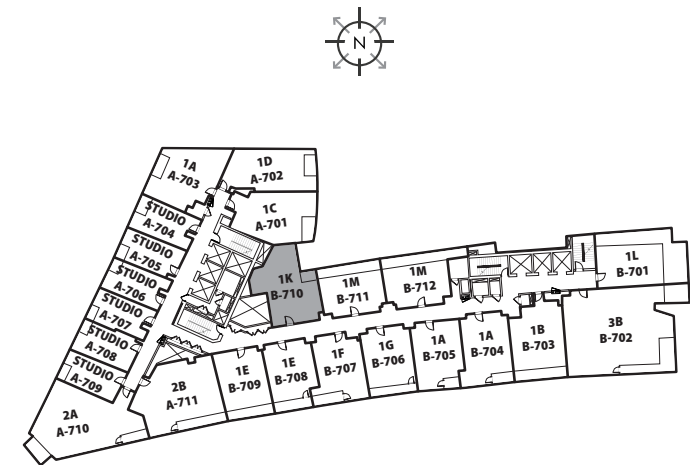 N
1A
A-703
1D
A-702
1C
A-701
STUDIO
A-704
STUDIO
A-705
STUDIO
A-706
STUDIO
A-707
STUDIO
A-708
STUDIO
A-709
2A
A-710
2B
A-711
1K
B-710
1M
B-711
1M
B-712
1L
B-701
3B
B-702
1B
B-703
1A
B-704
1A
B-705
1G
B-706
1F
B-707
1E
B-708
1E
B-709